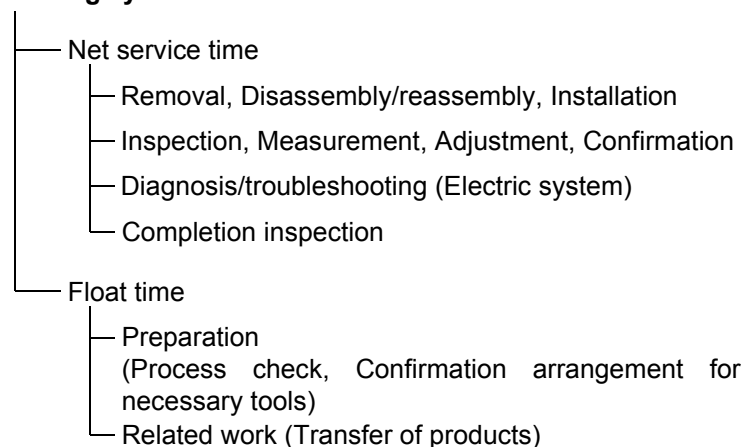 Net service time
Removal, Disassembly/reassembly, Installation
Inspection, Measurement, Adjustment, Confirmation
Diagnosis/troubleshooting (Electric system)
Completion inspection
Float time
Preparation
(Process check, Confirmation arrangement for
necessary tools)
Related work (Transfer of products)